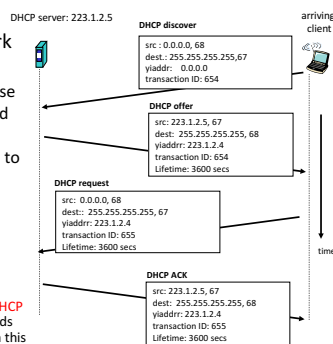 DHCP server: 223.1.2.5
arriving
client
DHCP discover
src : 0.0.0.0, 68
dest.: 255.255.255.255,67
yiaddr: 0.0.0.0
transaction ID: 654
DHCP offer
src: 223.1.2.5, 67
dest: 255.255.255.255, 68
yiaddrr: 223.1.2.4
transaction ID: 654
Lifetime: 3600 secs
to
DHCP request
src: 0.0.0.0, 68
dest:: 255.255.255.255, 67
yiaddrr: 223.1.2.4
transaction ID: 655
Lifetime: 3600 secs
time
DHCP ACK
src: 223.1.2.5, 67
dest: 255.255.255.255, 68
yiaddrr: 223.1.2.4
transaction ID: 655
Lifetime: 3600 secs
DHCP
this